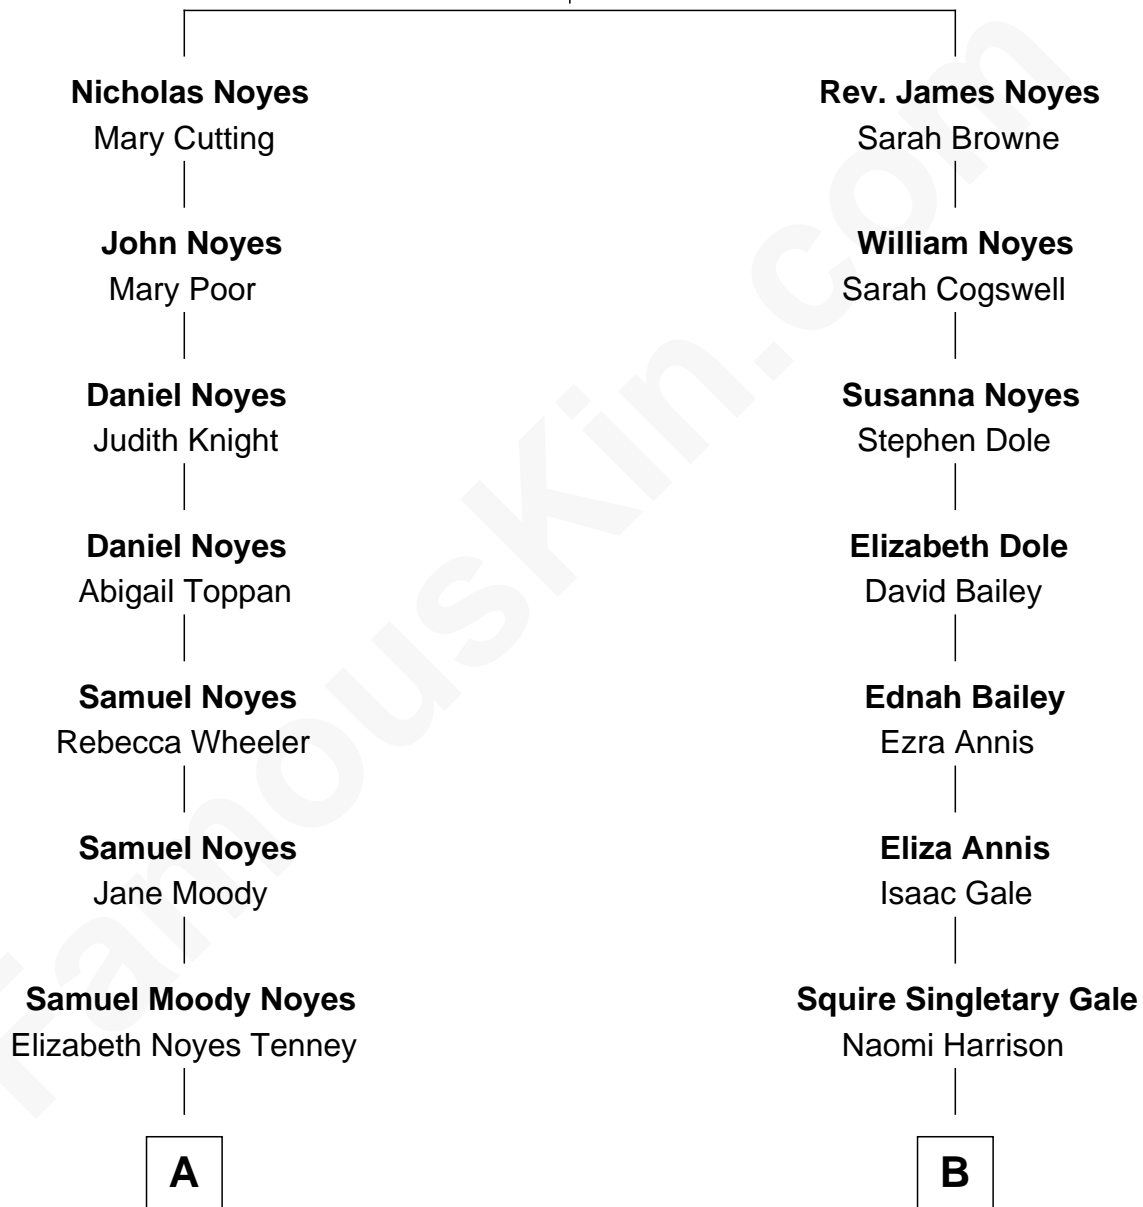 Nicholas Noyes
Mary Cutting
John Noyes
Mary Poor
Daniel Noyes
Judith Knight
Daniel Noyes
Abigail Toppan
Samuel Noyes
Rebecca Wheeler
Samuel Noyes
Jane Moody
Samuel Moody Noyes
Elizabeth Noyes Tenney
A
Rev. James Noyes
Sarah Browne
William Noyes
Sarah Cogswell
Susanna Noyes
Stephen Dole
Elizabeth Dole
David Bailey
Ednah Bailey
Ezra Annis
Eliza Annis
Isaac Gale
Squire Singletary Gale
Naomi Harrison
B
FamousKin.com